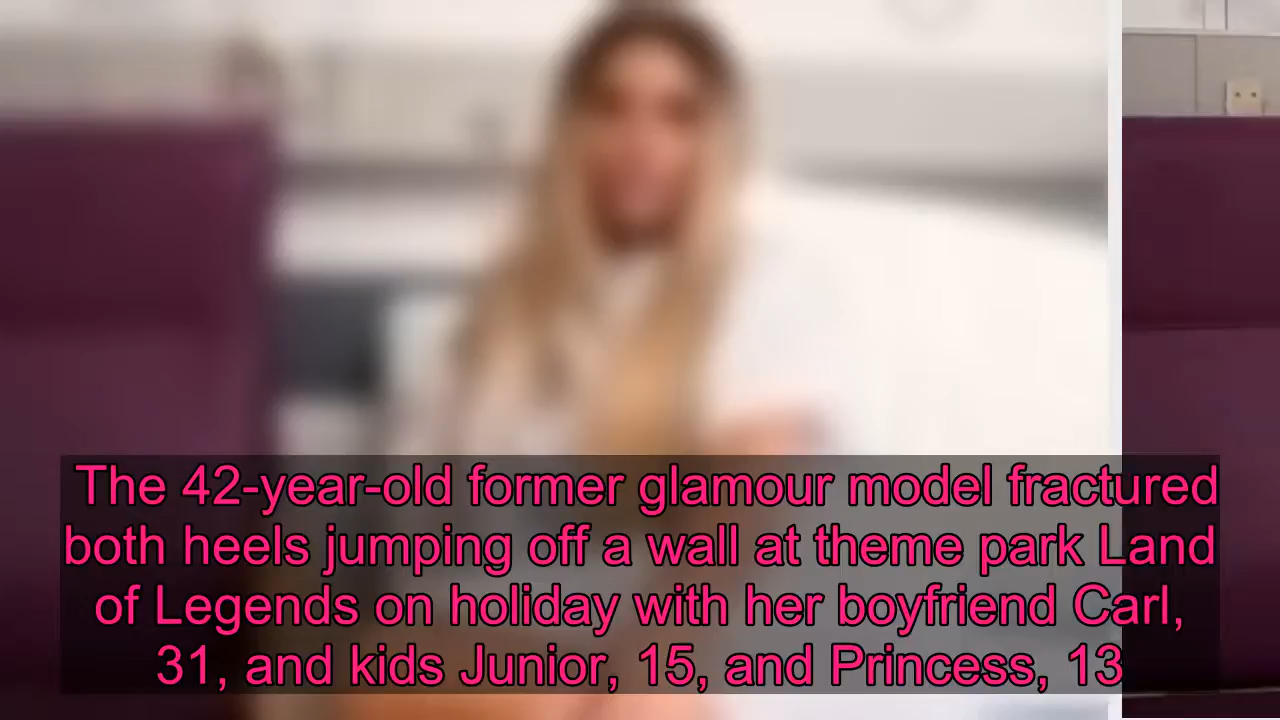 The 42-year-old former glamour model fractured
both heels jumping off a wall at theme park Land
of Legends on holiday with her boyfriend Carl,
31, and kids Junior, 15, and Princess, 13